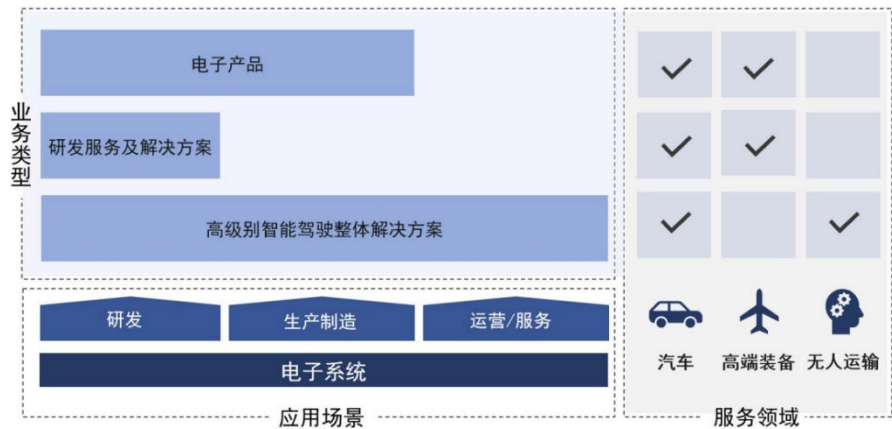 业务类型
电子产品
研发服务及解决方案
高级别智能驾驶整体解决方案
研发
生产制造
运营/服务
电子系统
应用场景
汽车
高端装备
无人运输
服务领域